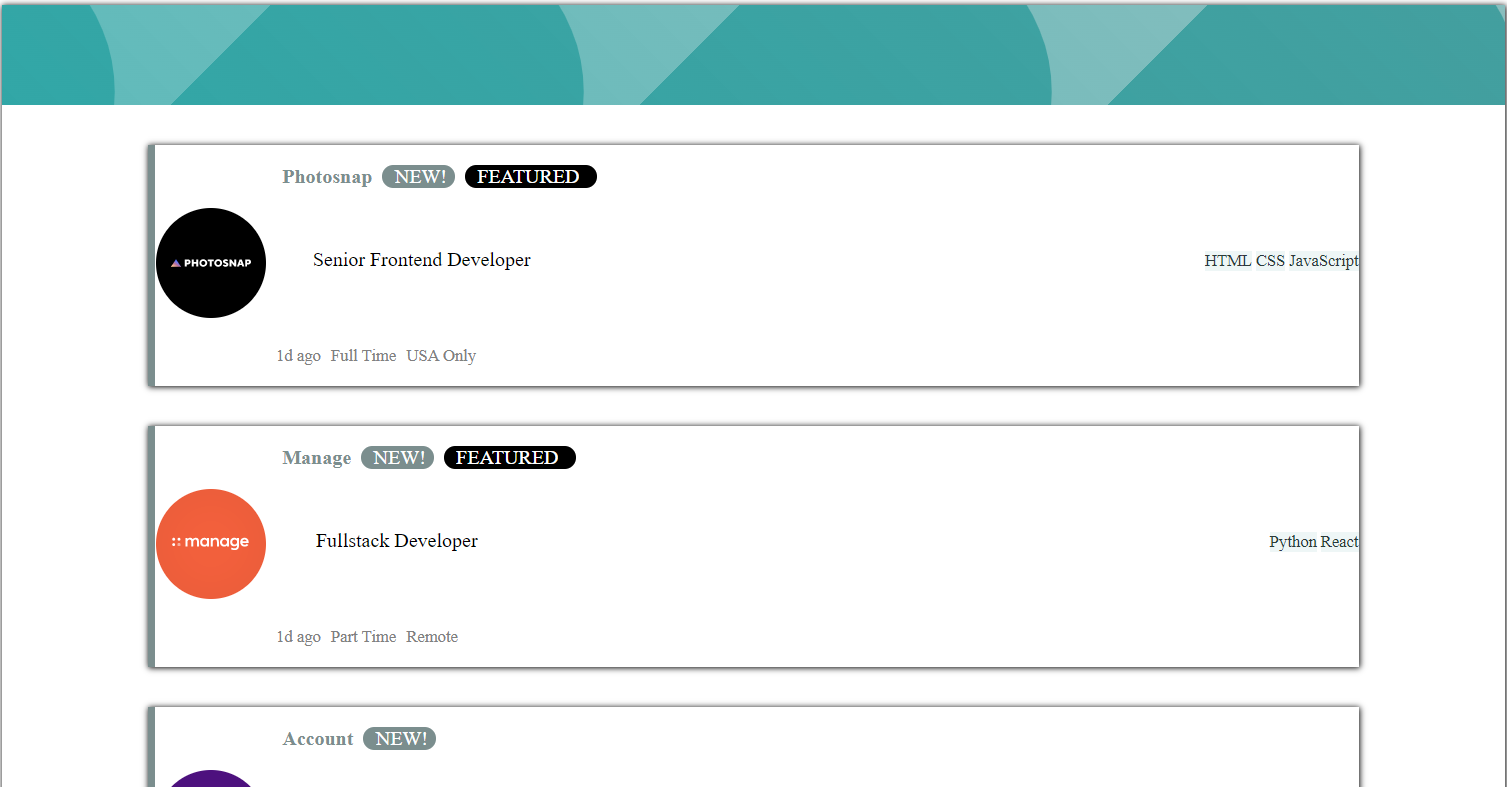 Photosnap NEW! FEATURED
PHOTOSNAP
Senior Frontend Developer
HTML CSS JavaScript
1d ago Full Time USA Only
Manage NEW! FEATURED
manage
Fullstack Developer
Python React
1d ago Part Time Remote
Account NEW!